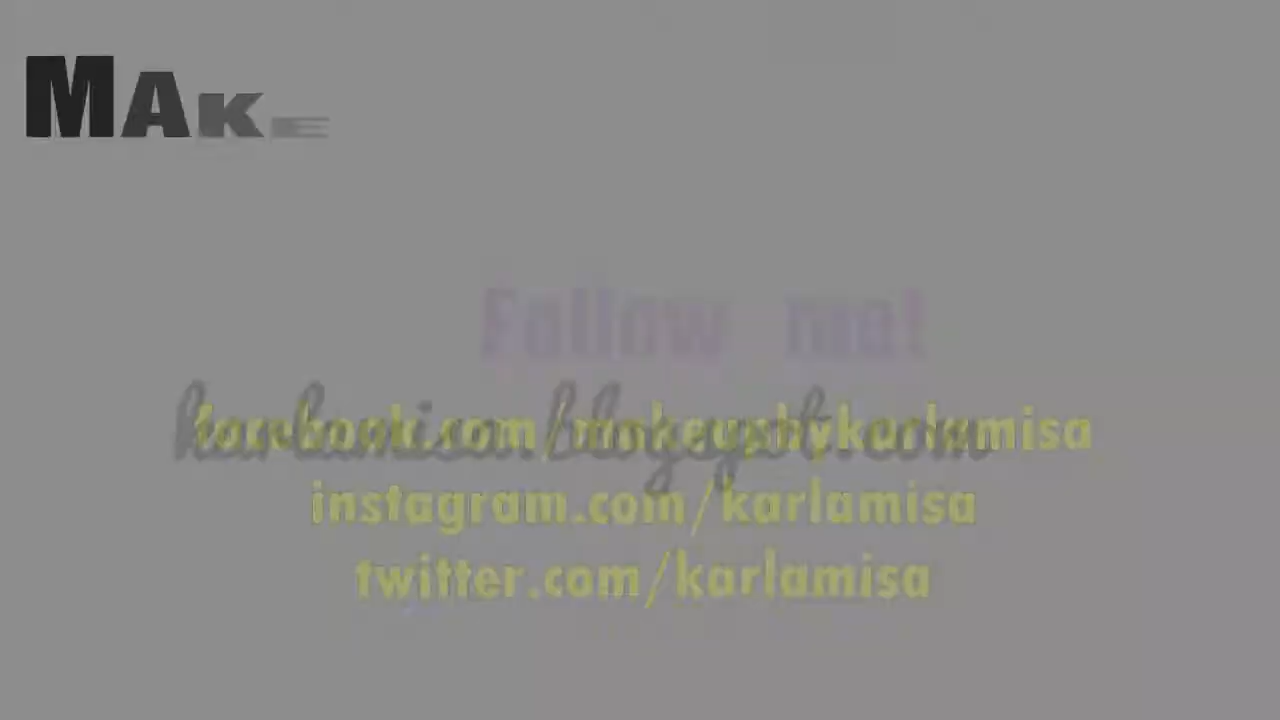 MAKE
Follow me!
karlamisa.blogspot.com
facebook.com/makeupbykarlamisa
instagram.com/karlamisa
twitter.com/karlamisa